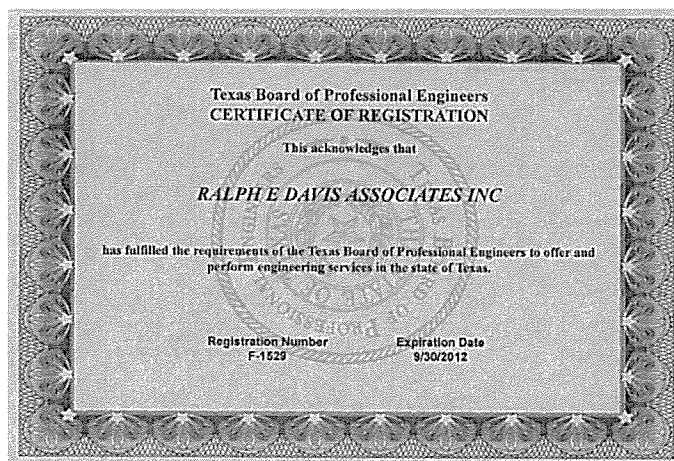 Texas Board of Professional Engineers
CERTIFICATE OF REGISTRATION
This acknowledges that
RALPH E DAVIS ASSOCIATES INC
has fulfilled the requirements of the Texas Board of Professional Engineers to offer and
perform engineering services in the state of Texas.
Registration Number Expiration Date
F-1529 9/30/2012